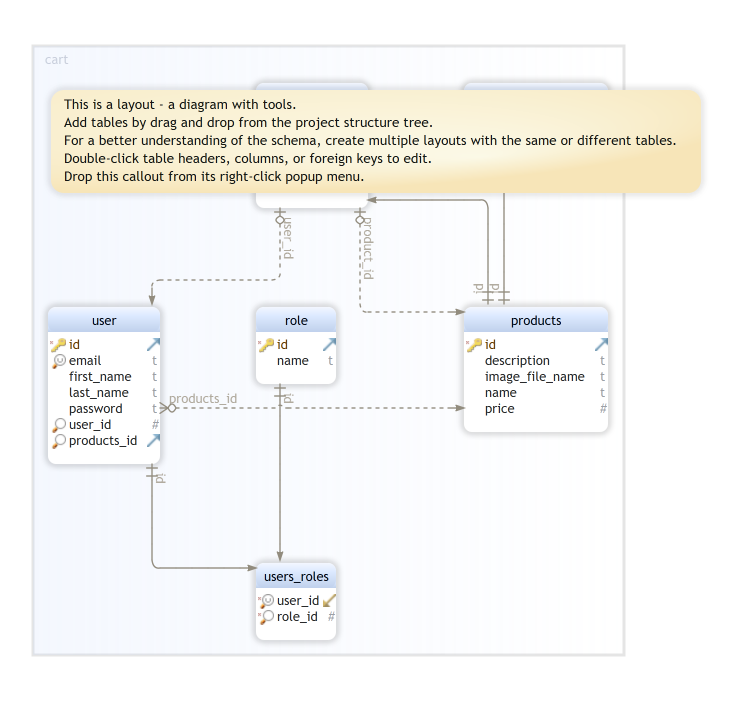 cart
This is a layout - a diagram with tools.
Add tables by drag and drop from the project structure tree.
For a better understanding of the schema, create multiple layouts with the same or different tables.
Double-click table headers, columns, or foreign keys to edit.
Drop this callout from its right-click popup menu.
user_id
product_id
id
id
user
id
email t
first_name t
last_name t
password t
user_id #
products_id
role
id
name t
products
id
description t
image_file_name t
name t
price #
products_id
id
id
users_roles
user_id
role_id #